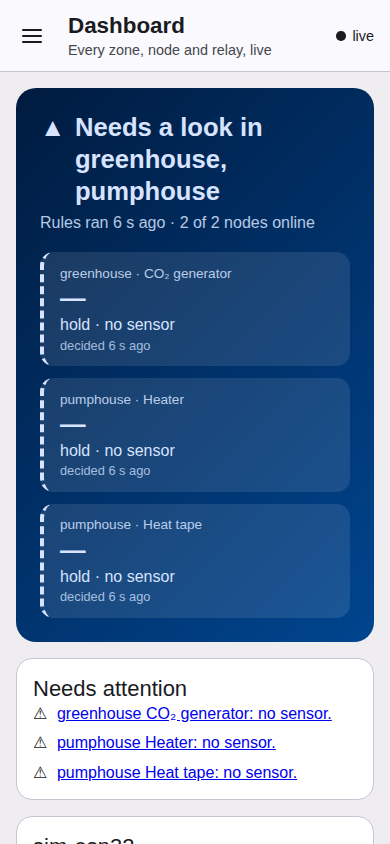 Dashboard
Every zone, node and relay, live
live
▲ Needs a look in
greenhouse,
pumphouse
Rules ran 6 s ago · 2 of 2 nodes online
greenhouse · CO₂ generator
—
hold · no sensor
decided 6 s ago
pumphouse · Heater
—
hold · no sensor
decided 6 s ago
pumphouse · Heat tape
—
hold · no sensor
decided 6 s ago
Needs attention
⚠ greenhouse CO₂ generator: no sensor.
⚠ pumphouse Heater: no sensor.
⚠ pumphouse Heat tape: no sensor.